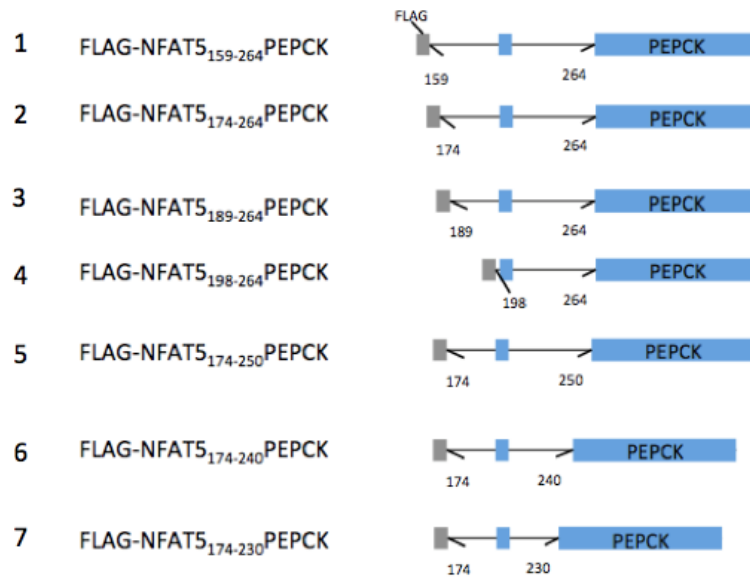 FLAG
1 FLAG-NFAT5159-264PEPCK PEPCK
159 264
2 FLAG-NFAT5174-264PEPCK PEPCK
174 264
3 FLAG-NFAT5189-264PEPCK PEPCK
189 264
4 FLAG-NFAT5198-264PEPCK PEPCK
198 264
5 FLAG-NFAT5174-250PEPCK PEPCK
174 250
6 FLAG-NFAT5174-240PEPCK PEPCK
174 240
7 FLAG-NFAT5174-230PEPCK PEPCK
174 230